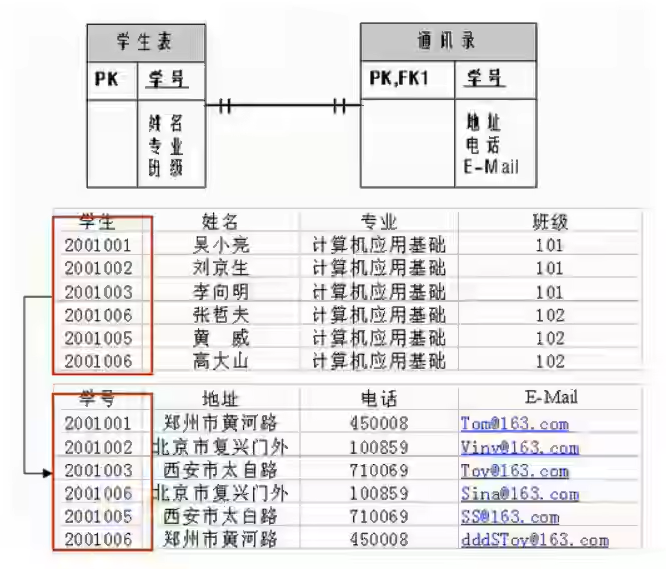 学生表 通讯录
PK 学号 PK,FK1 学号
姓名 地址
专业 电话
班级 E-Mail
学生 姓名 专业 班级
2001001 吴小亮 计算机应用基础 101
2001002 刘京生 计算机应用基础 101
2001003 李向明 计算机应用基础 101
2001006 张哲夫 计算机应用基础 102
2001005 黄 威 计算机应用基础 102
2001006 高大山 计算机应用基础 102
学号 地址 电话 E-Mail
2001001 郑州市黄河路 450008 Tom@163.com
2001002 北京市复兴门外 100859 Vinv@163.com
2001003 西安市太白路 710069 Tov@163.com
2001006 北京市复兴门外 100859 Sina@163.com
2001005 西安市太白路 710069 SS@163.com
2001006 郑州市黄河路 450008 dddSTov@163.com